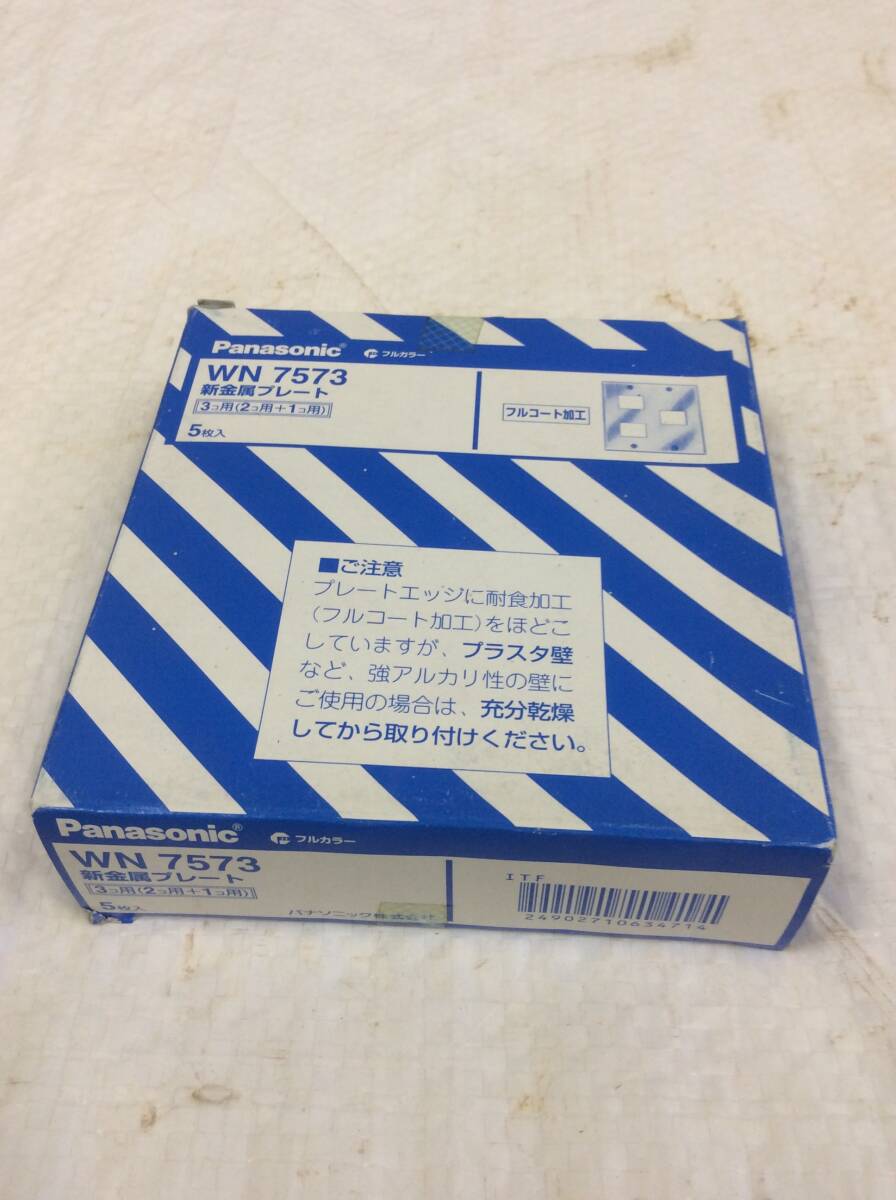 Panasonic® フルカラー
WN 7573
新金属プレート
3コ用(2コ用+1コ用)
5枚入
フルコート加工
■ご注意
プレートエッジに耐食加工
(フルコート加工)をほどこ
していますが、プラスタ壁
など、強アルカリ性の壁に
ご使用の場合は、充分乾燥
してから取り付けください。
Panasonic® フルカラー
WN 7573
新金属プレート
3コ用(2コ用+1コ用)
5枚入
パナソニック株式会社
ITF
24902710634714